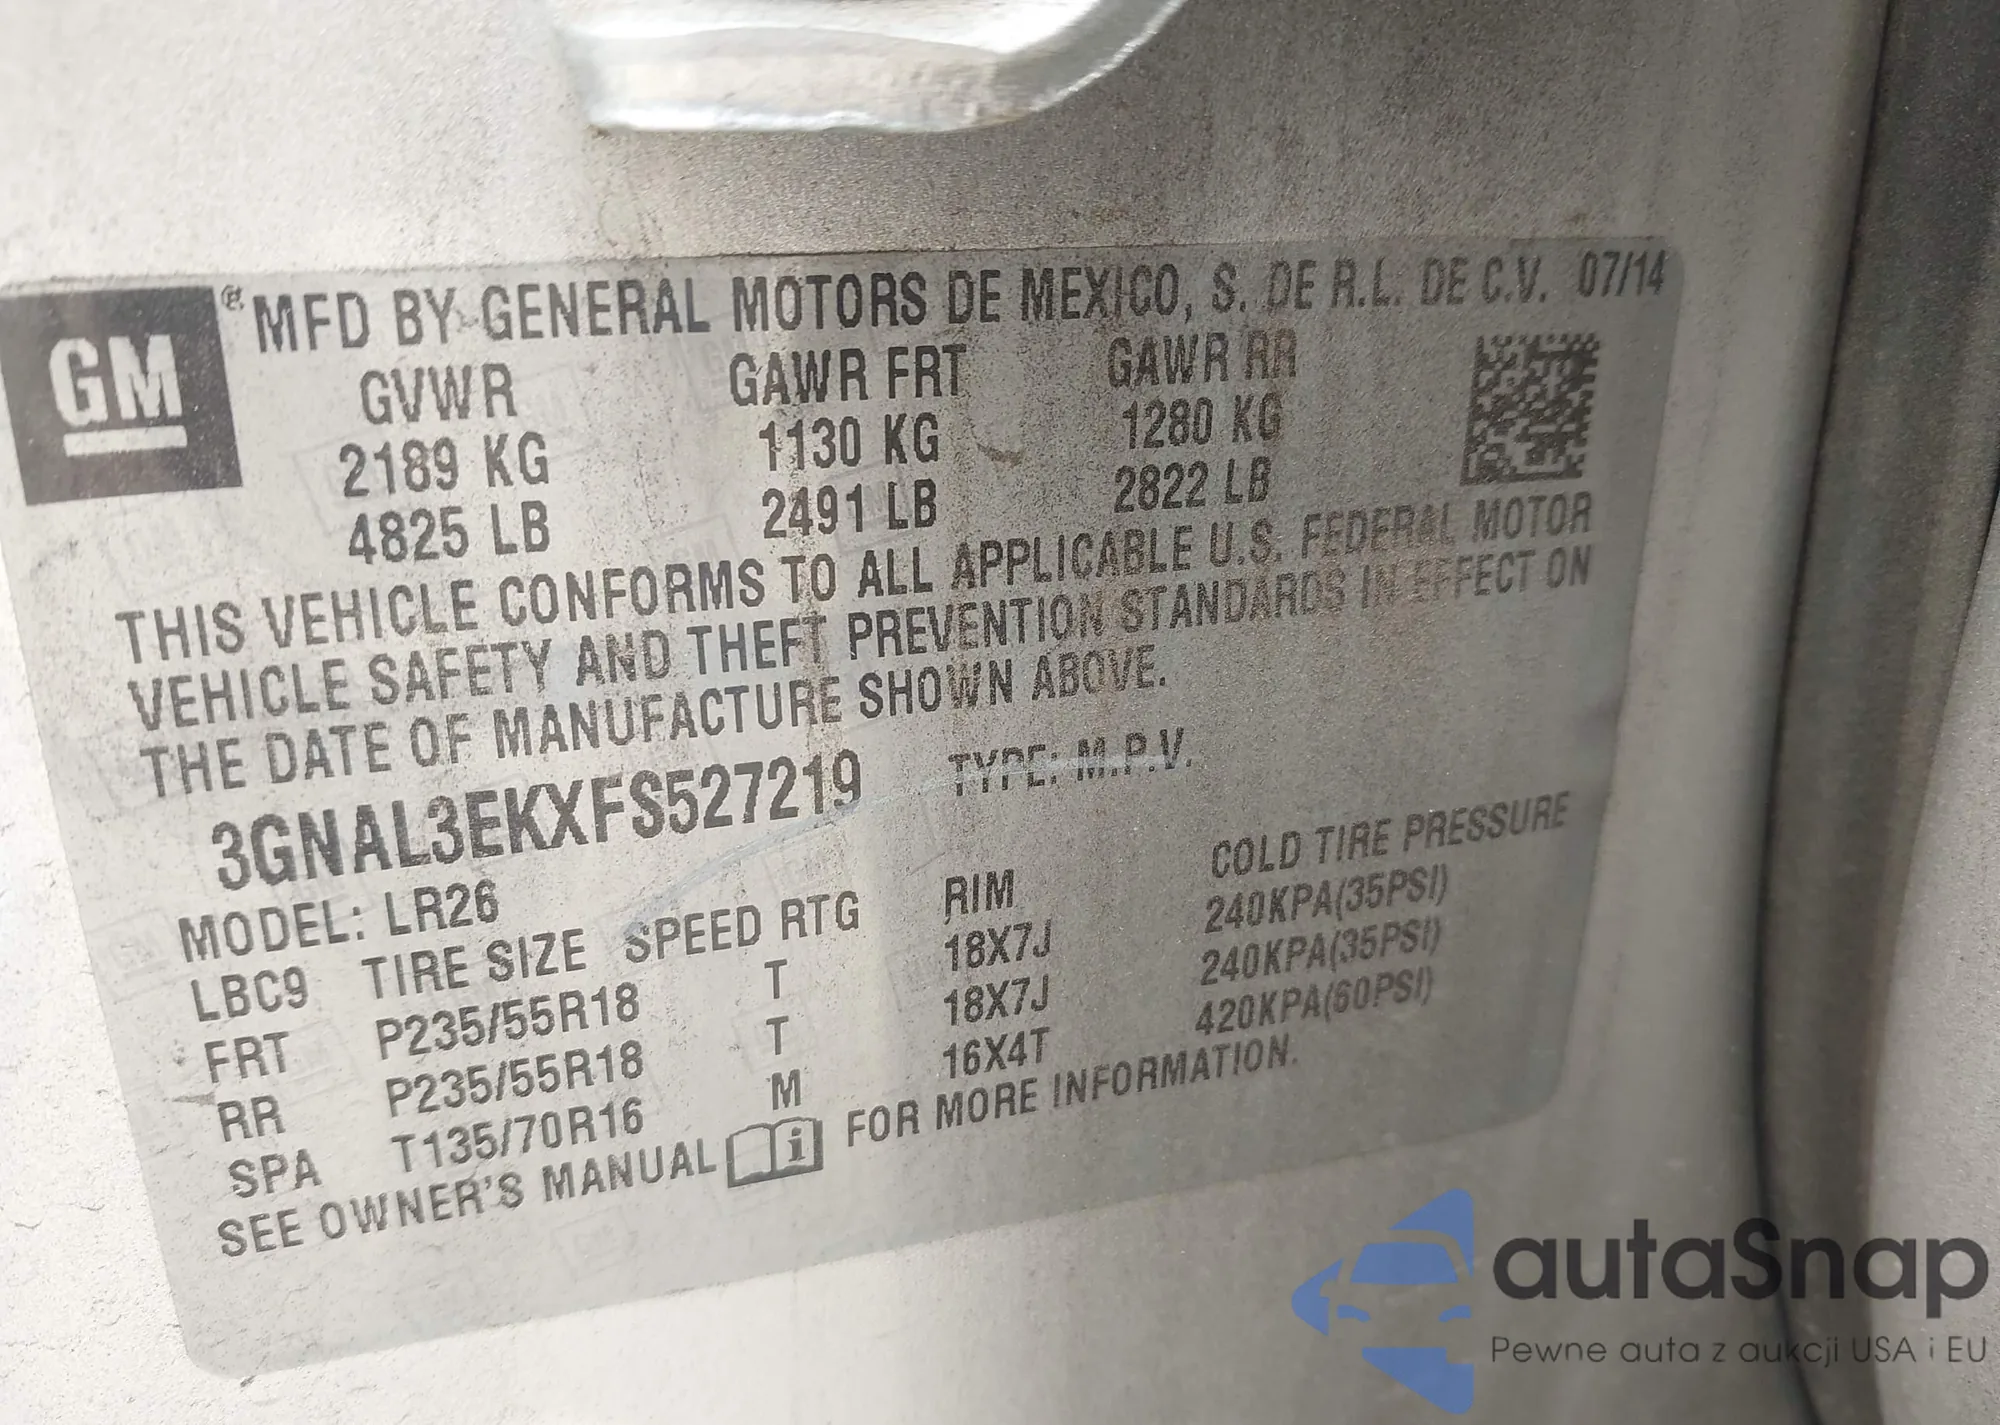 GM ® MFD BY GENERAL MOTORS DE MEXICO, S. DE R.L. DE C.V. 07/14
GVWR GAWR FRT GAWR RR
2189 KG 1130 KG 1280 KG
4825 LB 2491 LB 2822 LB
THIS VEHICLE CONFORMS TO ALL APPLICABLE U.S. FEDERAL MOTOR
VEHICLE SAFETY AND THEFT PREVENTION STANDARDS IN EFFECT ON
THE DATE OF MANUFACTURE SHOWN ABOVE.
3GNAL3EKXFS527219 TYPE: M.P.V.
MODEL: LR26
LBC9 TIRE SIZE SPEED RTG RIM COLD TIRE PRESSURE
FRT P235/55R18 T 18X7J 240KPA(35PSI)
RR P235/55R18 T 18X7J 240KPA(35PSI)
SPA T135/70R16 M 16X4T 420KPA(60PSI)
SEE OWNER'S MANUAL FOR MORE INFORMATION.
autaSnap
Pewne auta z aukcji USA i EU